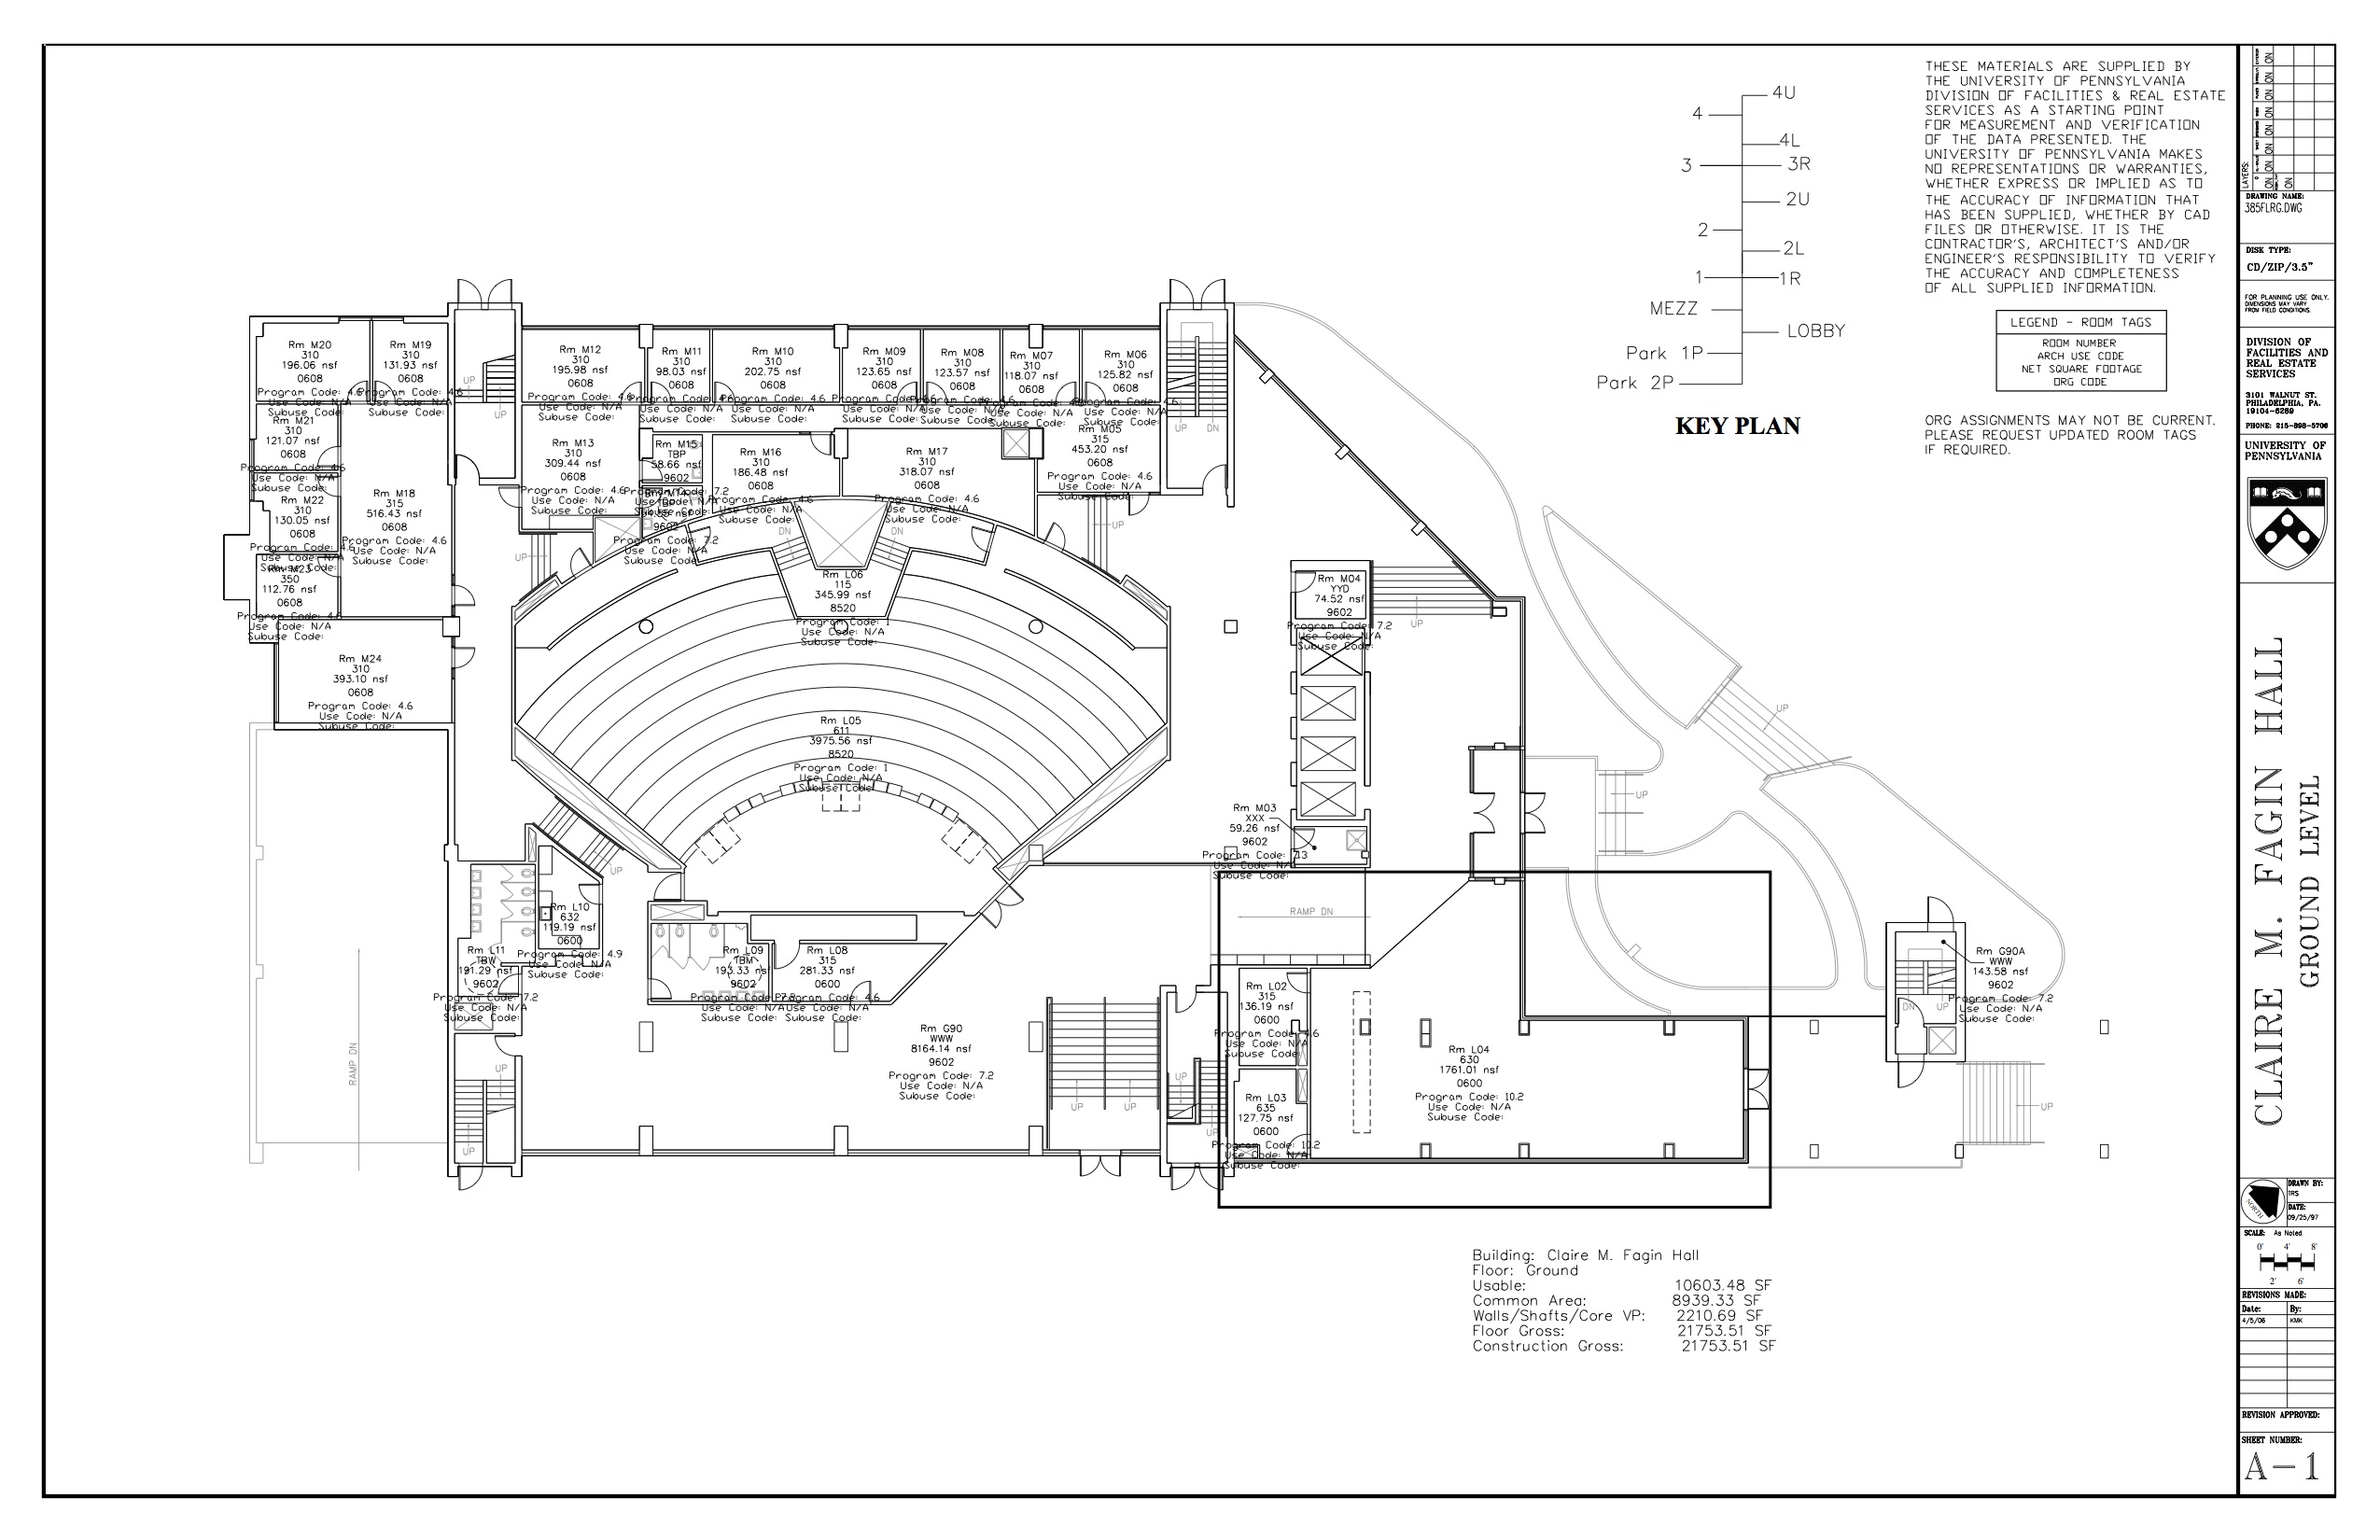 THESE MATERIALS ARE SUPPLIED BY
THE UNIVERSITY OF PENNSYLVANIA
DIVISION OF FACILITIES & REAL ESTATE
SERVICES AS A STARTING POINT
FOR MEASUREMENT AND VERIFICATION
OF THE DATA PRESENTED. THE
UNIVERSITY OF PENNSYLVANIA MAKES
NO REPRESENTATIONS OR WARRANTIES,
WHETHER EXPRESS OR IMPLIED AS TO
THE ACCURACY OF INFORMATION THAT
HAS BEEN SUPPLIED, WHETHER BY CAD
FILES OR OTHERWISE. IT IS THE
CONTRACTOR'S, ARCHITECT'S AND/OR
ENGINEER'S RESPONSIBILITY TO VERIFY
THE ACCURACY AND COMPLETENESS
OF ALL SUPPLIED INFORMATION.
LEGEND - ROOM TAGS
ROOM NUMBER
ARCH USE CODE
NET SQUARE FOOTAGE
ORG CODE
ORG ASSIGNMENTS MAY NOT BE CURRENT.
PLEASE REQUEST UPDATED ROOM TAGS
IF REQUIRED.
4U
4
4L
3
3R
2U
2
2L
1
1R
MEZZ
LOBBY
Park 1P
Park 2P
KEY PLAN
Rm M20
310
196.06 nsf
0608
Program Code: 4.6
Use Code: N/A
Subuse Code:
Rm M19
310
131.93 nsf
0608
Program Code: 4.6
Use Code: N/A
Subuse Code:
Rm M12
310
195.98 nsf
0608
Program Code: 4.6
Use Code: N/A
Subuse Code:
Rm M11
310
98.03 nsf
0608
Program Code: 4.6
Use Code: N/A
Subuse Code:
Rm M10
310
202.75 nsf
0608
Program Code: 4.6
Use Code: N/A
Subuse Code:
Rm M09
310
123.65 nsf
0608
Program Code: 4.6
Use Code: N/A
Subuse Code:
Rm M08
310
123.57 nsf
0608
Use Code: N/A
Subuse Code:
Rm M07
310
118.07 nsf
0608
Use Code: N/A
Subuse Code:
Rm M06
310
125.82 nsf
0608
Use Code: N/A
Subuse Code:
Rm M21
310
121.07 nsf
0608
Program Code: 4.6
Use Code: N/A
Subuse Code:
Rm M22
310
130.05 nsf
0608
Program Code: 4.6
Use Code: N/A
Subuse Code:
Rm M23
350
112.76 nsf
0608
Program Code: 4.6
Use Code: N/A
Subuse Code:
Rm M18
315
516.43 nsf
0608
Program Code: 4.6
Use Code: N/A
Subuse Code:
Rm M24
310
393.10 nsf
0608
Program Code: 4.6
Use Code: N/A
Subuse Code:
Rm M13
310
309.44 nsf
0608
Program Code: 4.6
Use Code: N/A
Subuse Code:
Rm M15
TBP
58.66 nsf
9602
Program Code: 7.2
9602
Program Code: 7.2
Use Code: N/A
Subuse Code:
Rm M16
310
186.48 nsf
0608
Program Code: 4.6
Use Code: N/A
Subuse Code:
Rm M17
310
318.07 nsf
0608
Program Code: 4.6
Use Code: N/A
Subuse Code:
Rm M05
315
453.20 nsf
0608
Program Code: 4.6
Use Code: N/A
Subuse Code:
Rm L06
115
345.99 nsf
8520
Program Code: 1
Use Code: N/A
Subuse Code:
Rm L05
611
3975.56 nsf
8520
Program Code: 1
Use Code: N/A
Subuse Code:
Rm M04
YYD
74.52 nsf
9602
Program Code: 7.2
Use Code: N/A
Subuse Code:
Rm M03
XXX
59.26 nsf
9602
Program Code: 7.3
Use Code: N/A
Subuse Code:
Rm L10
632
119.19 nsf
0600
Program Code: 4.9
Use Code: N/A
Subuse Code:
Rm L11
TBW
191.29 nsf
9602
Program Code: 7.2
Use Code: N/A
Subuse Code:
Rm L09
TBM
193.33 nsf
9602
Program Code: 7.2
Use Code: N/A
Subuse Code:
Rm L08
315
281.33 nsf
0600
Program Code: 4.6
Use Code: N/A
Subuse Code:
Rm G90
WWW
8164.14 nsf
9602
Program Code: 7.2
Use Code: N/A
Subuse Code:
Rm L02
315
136.19 nsf
0600
Program Code: 4.6
Use Code: N/A
Subuse Code:
Rm L03
635
127.75 nsf
0600
Program Code: 10.2
Use Code: N/A
Subuse Code:
Rm L04
630
1761.01 nsf
0600
Program Code: 10.2
Use Code: N/A
Subuse Code:
Rm G90A
WWW
143.58 nsf
9602
Program Code: 7.2
Use Code: N/A
Subuse Code:
UP
UP
UP
DN
UP
UP
DN
DN
UP
UP
UP
UP
RAMP DN
RAMP DN
UP
UP
UP
UP
UP
UP
DN
UP
UP
Building: Claire M. Fagin Hall
Floor: Ground
Usable: 10603.48 SF
Common Area: 8939.33 SF
Walls/Shafts/Core VP: 2210.69 SF
Floor Gross: 21753.51 SF
Construction Gross: 21753.51 SF
LAYERS:
DRAWING NAME:
385FLRG.DWG
DISK TYPE:
CD/ZIP/3.5"
FOR PLANNING USE ONLY.
DIMENSIONS MAY VARY
FROM FIELD CONDITIONS.
DIVISION OF
FACILITIES AND
REAL ESTATE
SERVICES
3101 WALNUT ST.
PHILADELPHIA, PA.
19104-6289
PHONE: 215-898-5706
UNIVERSITY OF
PENNSYLVANIA
CLAIRE M. FAGIN HALL
GROUND LEVEL
NORTH
DRAWN BY:
TRS
DATE:
09/25/97
SCALE: As Noted
0' 4' 8'
2' 6'
REVISIONS MADE:
Date: By:
4/5/06 KMK
REVISION APPROVED:
SHEET NUMBER:
A-1